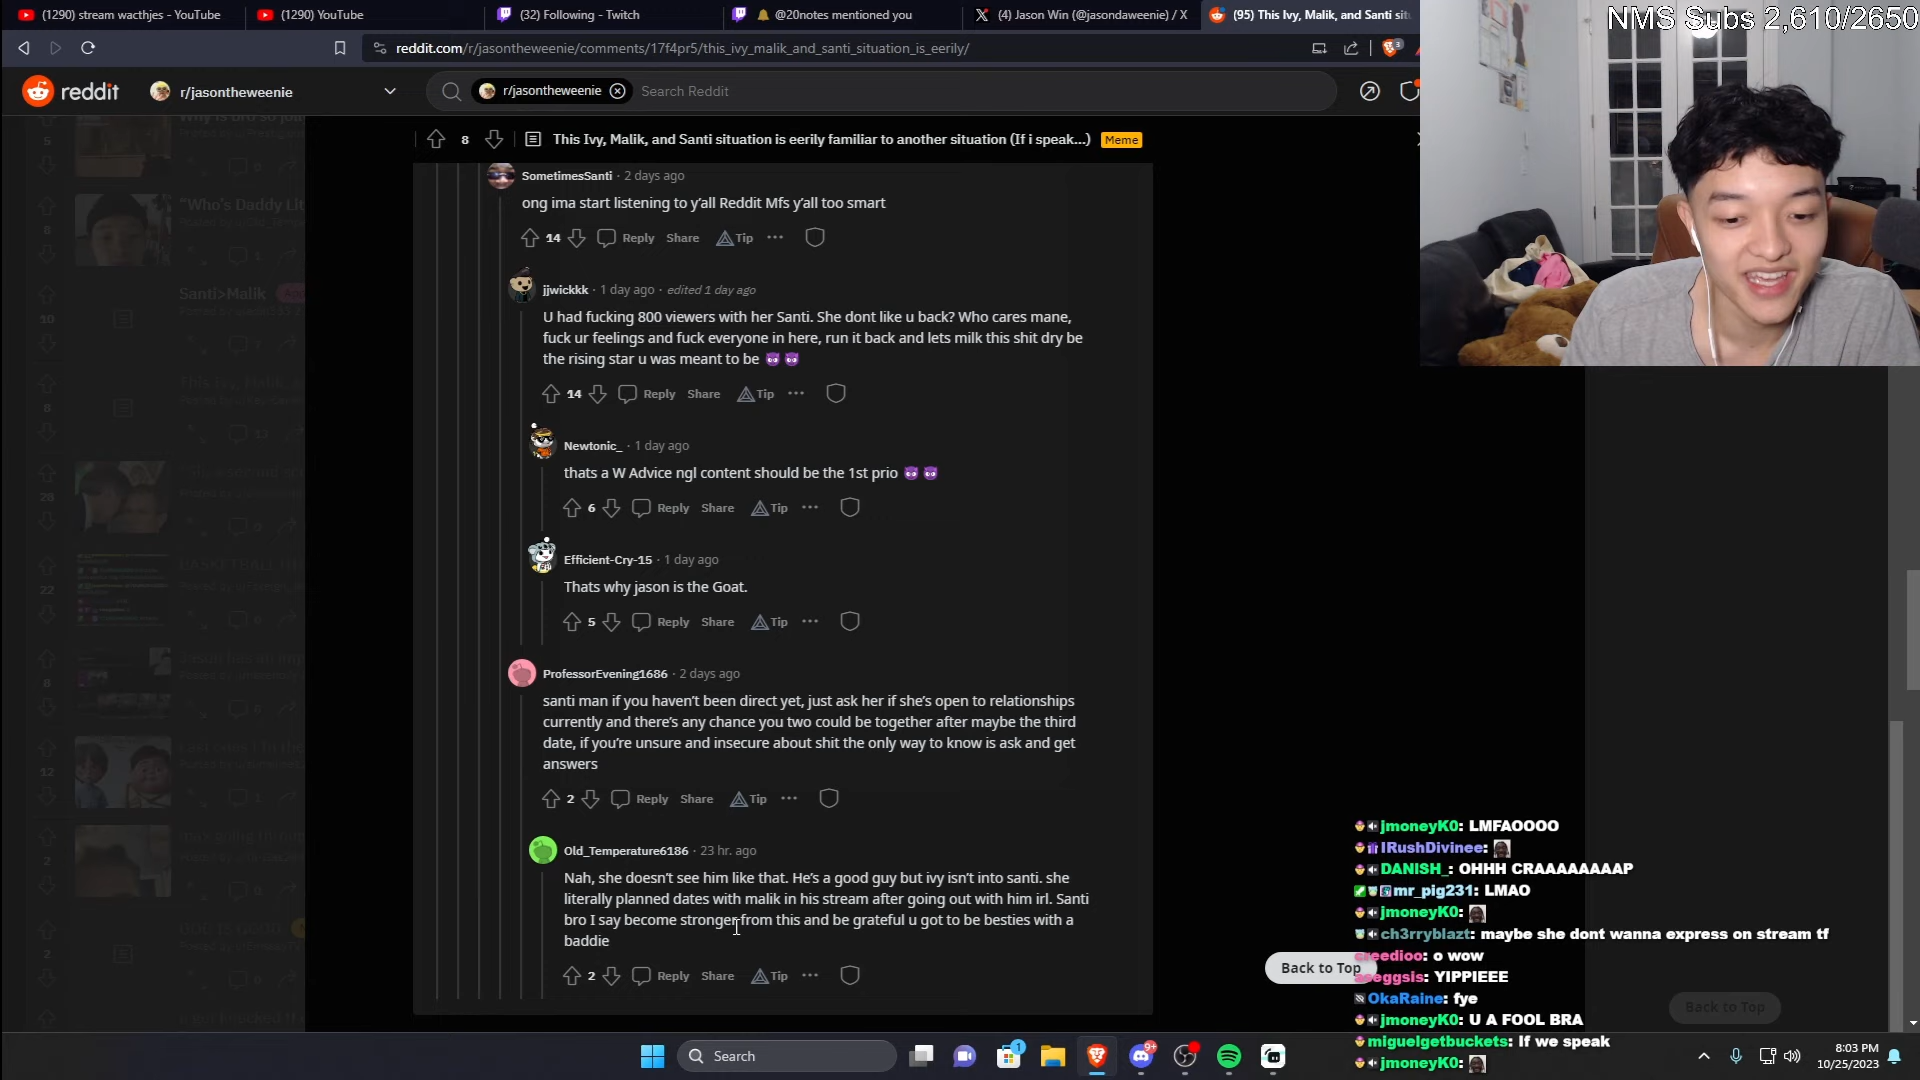 (1290) stream wacthjes - YouTube
(1290) YouTube
(32) Following - Twitch
@20notes mentioned you
(4) Jason Win (@jasondaweenie) / X
(95) This Ivy, Malik, and Santi sit
NMS Subs 2,610/2650
reddit.com/r/jasontheweenie/comments/17f4pr5/this_ivy_malik_and_santi_situation_is_eerily/
reddit
r/jasontheweenie
r/jasontheweenie
Search Reddit
8
This Ivy, Malik, and Santi situation is eerily familiar to another situation (If i speak...)
Meme
SometimesSanti · 2 days ago
ong ima start listening to y'all Reddit Mfs y'all too smart
14 Reply Share Tip
jjwickkk · 1 day ago · edited 1 day ago
U had fucking 800 viewers with her Santi. She dont like u back? Who cares mane,
fuck ur feelings and fuck everyone in here, run it back and lets milk this shit dry be
the rising star u was meant to be 😈 😈
14 Reply Share Tip
Newtonic_ · 1 day ago
thats a W Advice ngl content should be the 1st prio 😈 😈
6 Reply Share Tip
Efficient-Cry-15 · 1 day ago
Thats why jason is the Goat.
5 Reply Share Tip
ProfessorEvening1686 · 2 days ago
santi man if you haven't been direct yet, just ask her if she's open to relationships
currently and there's any chance you two could be together after maybe the third
date, if you're unsure and insecure about shit the only way to know is ask and get
answers
2 Reply Share Tip
Old_Temperature6186 · 23 hr. ago
Nah, she doesn't see him like that. He's a good guy but ivy isn't into santi. she
literally planned dates with malik in his stream after going out with him irl. Santi
bro I say become stronger from this and be grateful u got to be besties with a
baddie
2 Reply Share Tip
"Who's Daddy Lit
Santi>Malik
This Ivy, Malik, a
Back to Top
Back to Top
jmoneyK0: LMFAOOOO
IRushDivinee:
DANISH_: OHHH CRAAAAAAAAP
mr_pig231: LMAO
jmoneyK0:
ch3rryblazt: maybe she dont wanna express on stream tf
creedioo: o wow
YIPPIEEE
OkaRaine: fye
jmoneyK0: U A FOOL BRA
miguelgetbuckets: If we speak
jmoneyK0:
Search
8:03 PM
10/25/2023